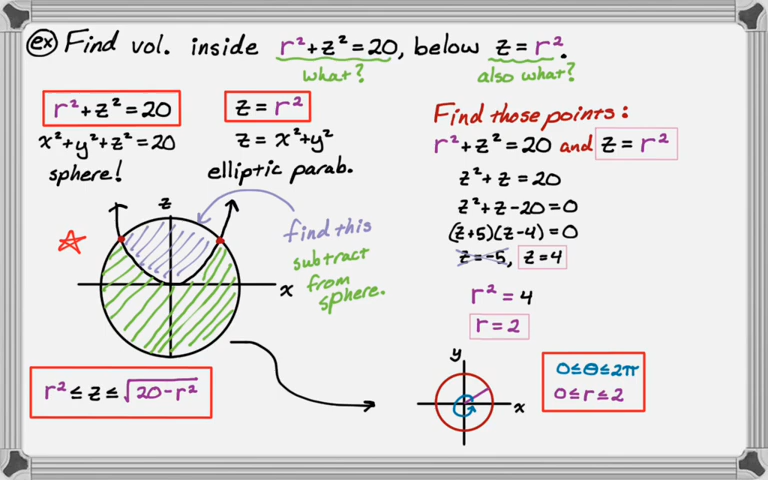 ex Find vol. inside r²+z²=20, below z=r².
what?
also what?
r²+z²=20
x²+y²+z²=20
sphere!
z=r²
z=x²+y²
elliptic parab.
z
x
find this
subtract
from
sphere.
r²≤z≤√20-r²
Find those points:
r²+z²=20 and z=r²
z²+z=20
z²+z-20=0
(z+5)(z-4)=0
z=-5, z=4
r²=4
r=2
y
x
0≤θ≤2π
0≤r≤2